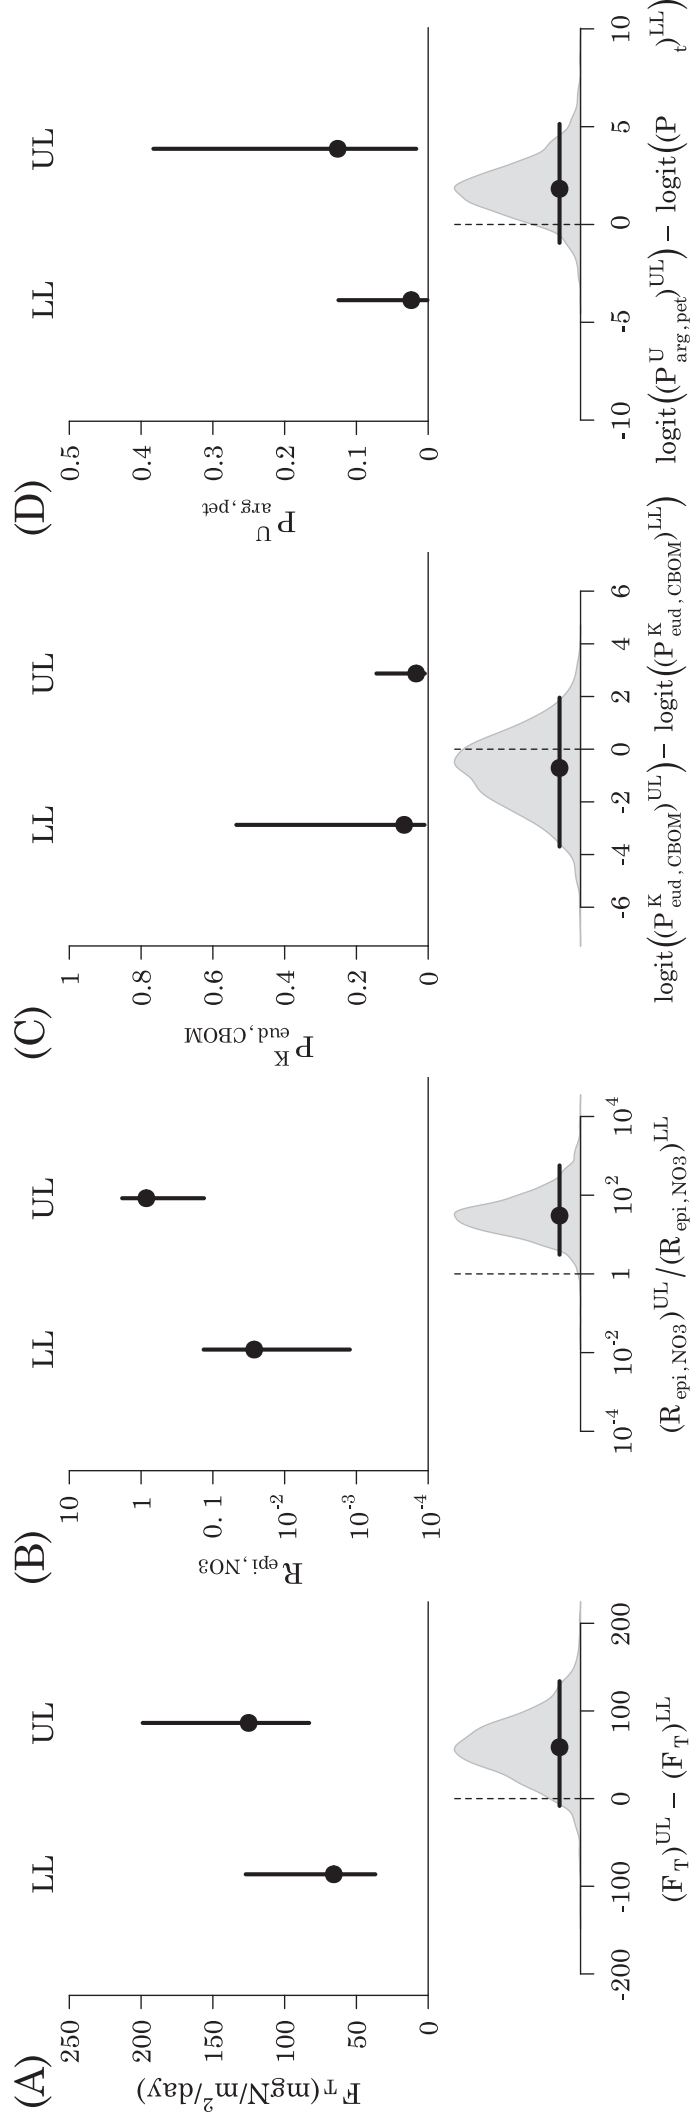 (A)
LL UL
250
200
150
100
50
0
F_T (mgN/m^2/day)
-200 -100 0 100 200
(F_T)^UL − (F_T)^LL
(B)
LL UL
10
1
0.1
10^-2
10^-3
10^-4
R_epi,NO3
10^-4 10^-2 1 10^2 10^4
(R_epi,NO3)^UL/(R_epi,NO3)^LL
(C)
LL UL
1
0.8
0.6
0.4
0.2
0
P^K_eud,CBOM
-6 -4 -2 0 2 4 6
logit((P^K_eud,CBOM)^UL) − logit((P^K_eud,CBOM)^LL)
(D)
LL UL
0.5
0.4
0.3
0.2
0.1
0
P^U_arg,pet
-10 -5 0 5 10
logit((P^U_arg,pet)^UL) − logit((P t)^LL)